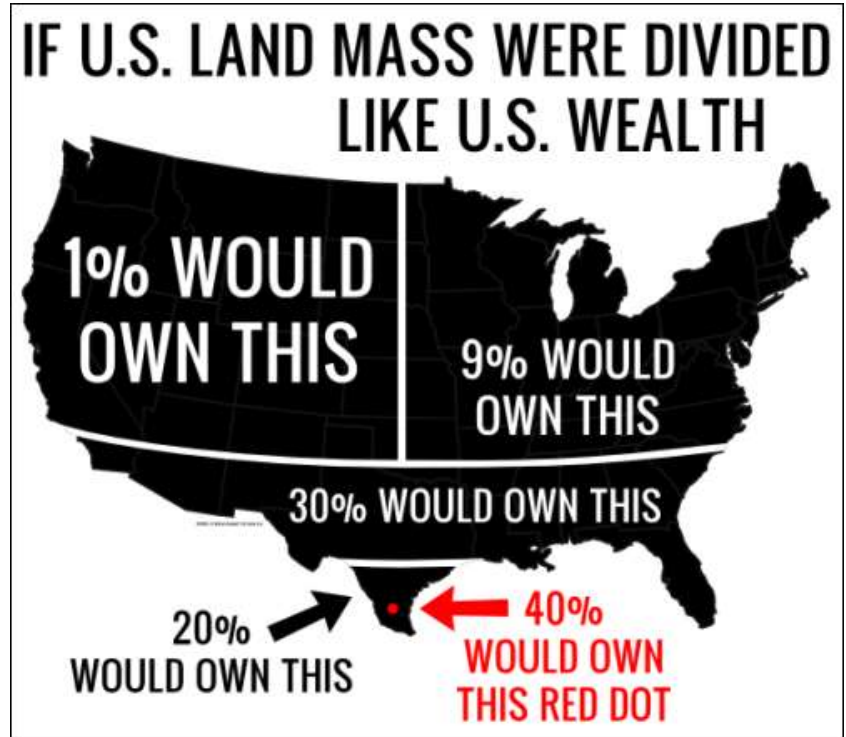 IF U.S. LAND MASS WERE DIVIDED
LIKE U.S. WEALTH
1% WOULD
OWN THIS
9% WOULD
OWN THIS
30% WOULD OWN THIS
20%
WOULD OWN THIS
40%
WOULD OWN
THIS RED DOT